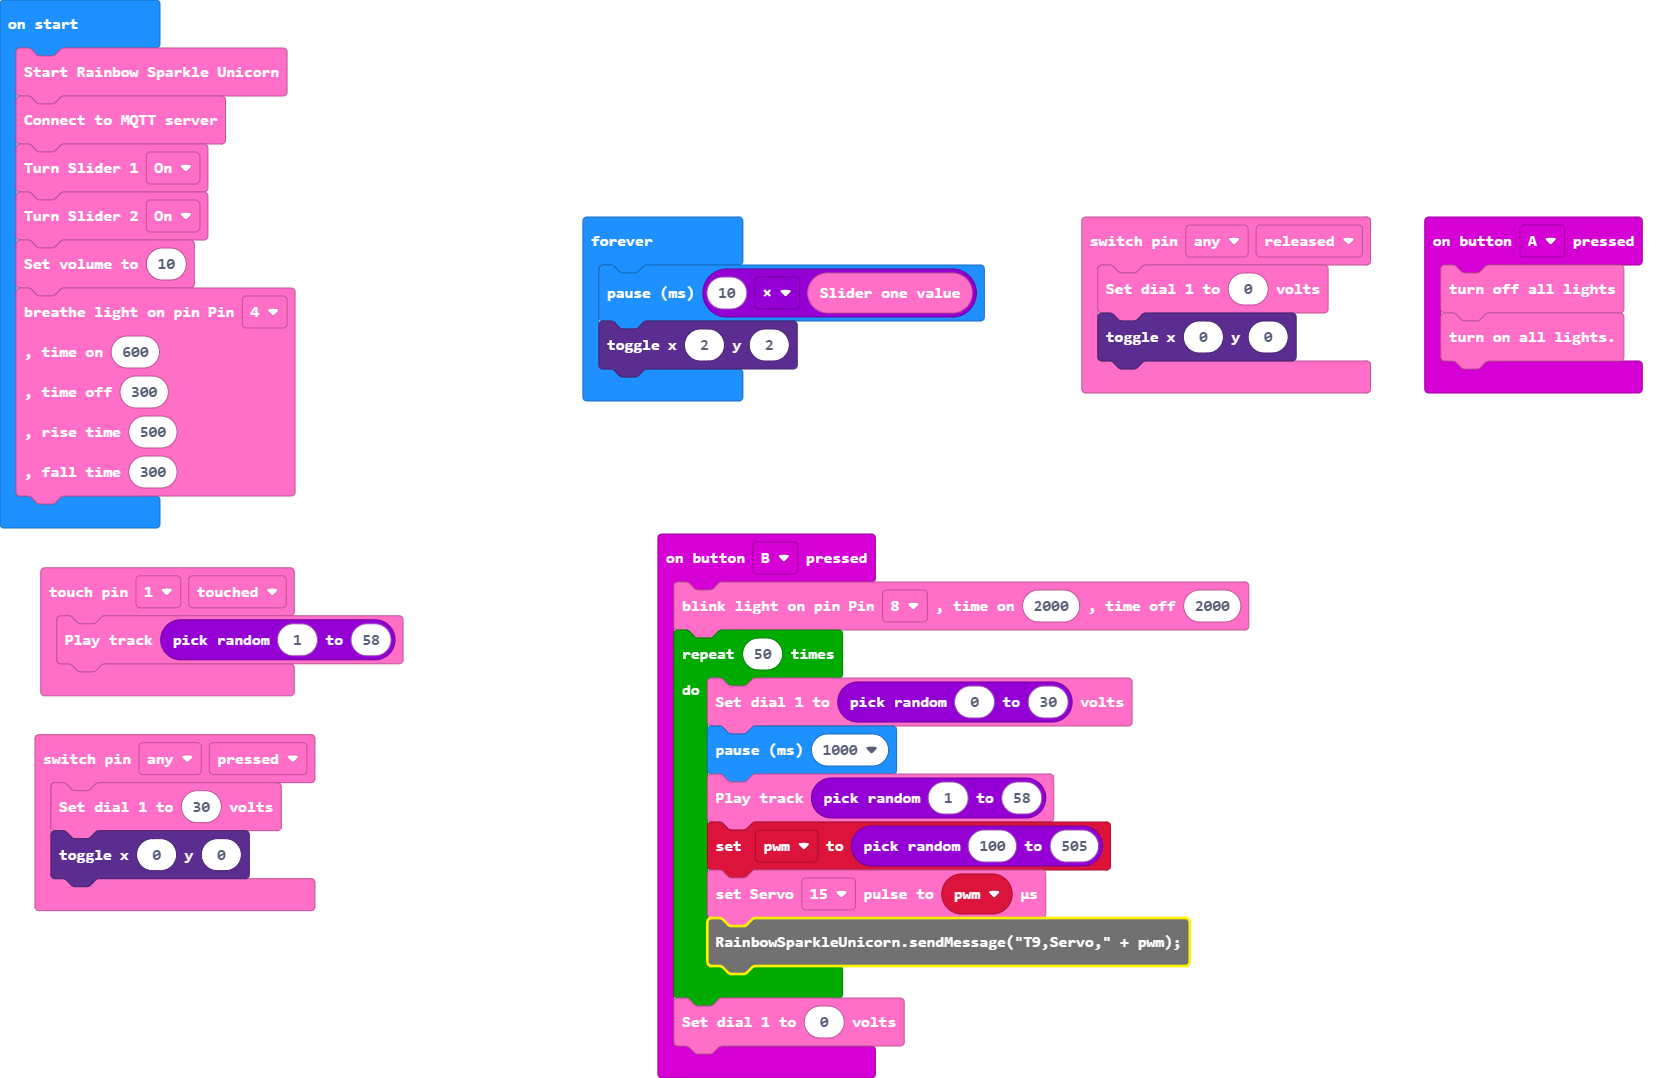 on start
Start Rainbow Sparkle Unicorn
Connect to MQTT server
Turn Slider 1 On
Turn Slider 2 On
Set volume to 10
breathe light on pin Pin 4
, time on 600
, time off 300
, rise time 500
, fall time 300
forever
pause (ms) 10 × Slider one value
toggle x 2 y 2
switch pin any released
Set dial 1 to 0 volts
toggle x 0 y 0
on button A pressed
turn off all lights
turn on all lights.
touch pin 1 touched
Play track pick random 1 to 58
switch pin any pressed
Set dial 1 to 30 volts
toggle x 0 y 0
on button B pressed
blink light on pin Pin 8 , time on 2000 , time off 2000
repeat 50 times
do
Set dial 1 to pick random 0 to 30 volts
pause (ms) 1000
Play track pick random 1 to 58
set pwm to pick random 100 to 505
set Servo 15 pulse to pwm μs
RainbowSparkleUnicorn.sendMessage("T9,Servo," + pwm);
Set dial 1 to 0 volts